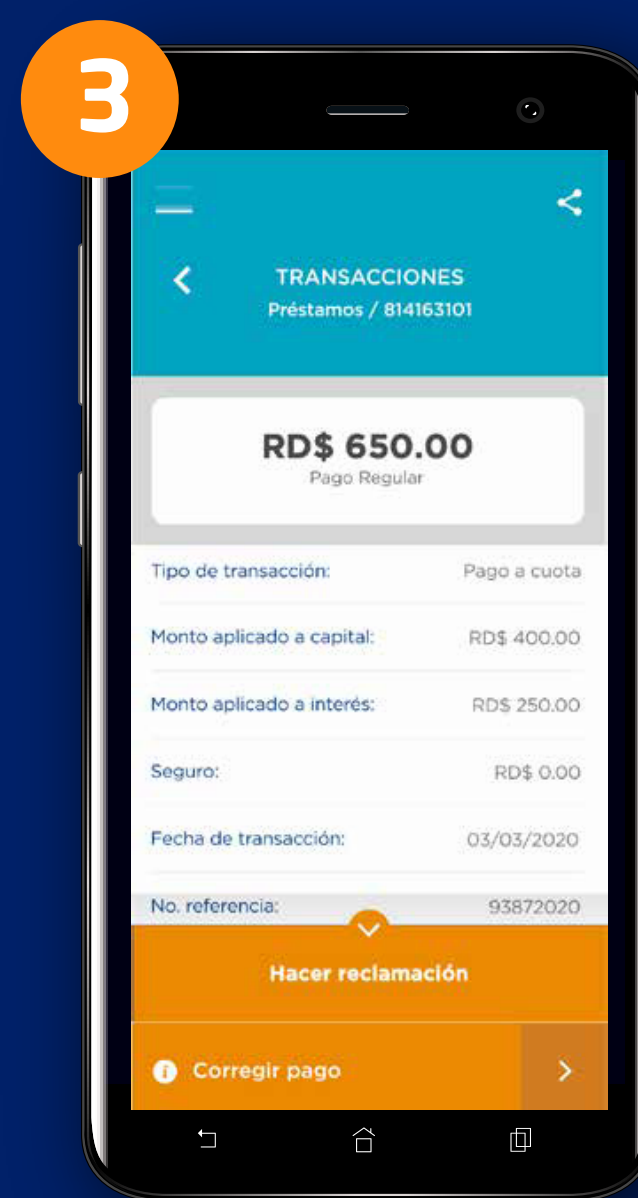 3
TRANSACCIONES
Préstamos / 814163101
RD$ 650.00
Pago Regular
Tipo de transacción: Pago a cuota
Monto aplicado a capital: RD$ 400.00
Monto aplicado a interés: RD$ 250.00
Seguro: RD$ 0.00
Fecha de transacción: 03/03/2020
No. referencia: 93872020
Hacer reclamación
Corregir pago